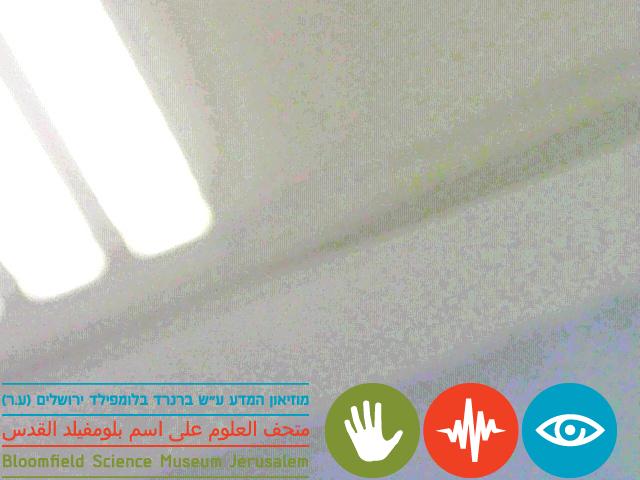 מוזיאון המדע ע״ש ברנרד בלומפילד ירושלים (ע.ר)
متحف العلوم على اسم بلومفيلد القدس
Bloomfield Science Museum Jerusalem